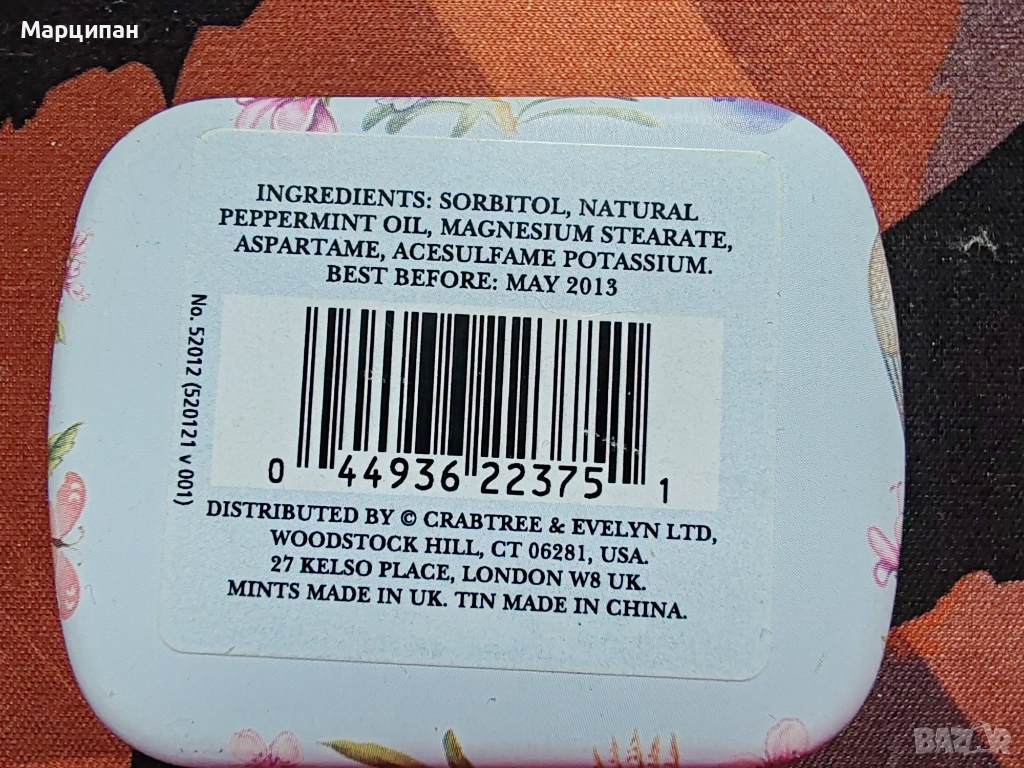 Марципан
INGREDIENTS: SORBITOL, NATURAL
PEPPERMINT OIL, MAGNESIUM STEARATE,
ASPARTAME, ACESULFAME POTASSIUM.
BEST BEFORE: MAY 2013
No. 52012 (520121 v 001)
0 44936 22375 1
DISTRIBUTED BY © CRABTREE & EVELYN LTD,
WOODSTOCK HILL, CT 06281, USA.
27 KELSO PLACE, LONDON W8 UK.
MINTS MADE IN UK. TIN MADE IN CHINA.